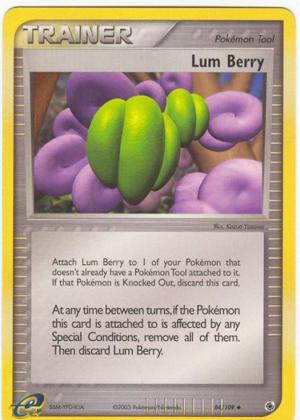 TRAINER
Pokémon Tool
Lum Berry
Attach Lum Berry to 1 of your Pokémon that
doesn't already have a Pokémon Tool attached to it.
If that Pokémon is Knocked Out, discard this card.
At any time between turns, if the Pokémon
this card is attached to is affected by any
Special Conditions, remove all of them.
Then discard Lum Berry.
©2003 Pokémon/Nintendo
84/109